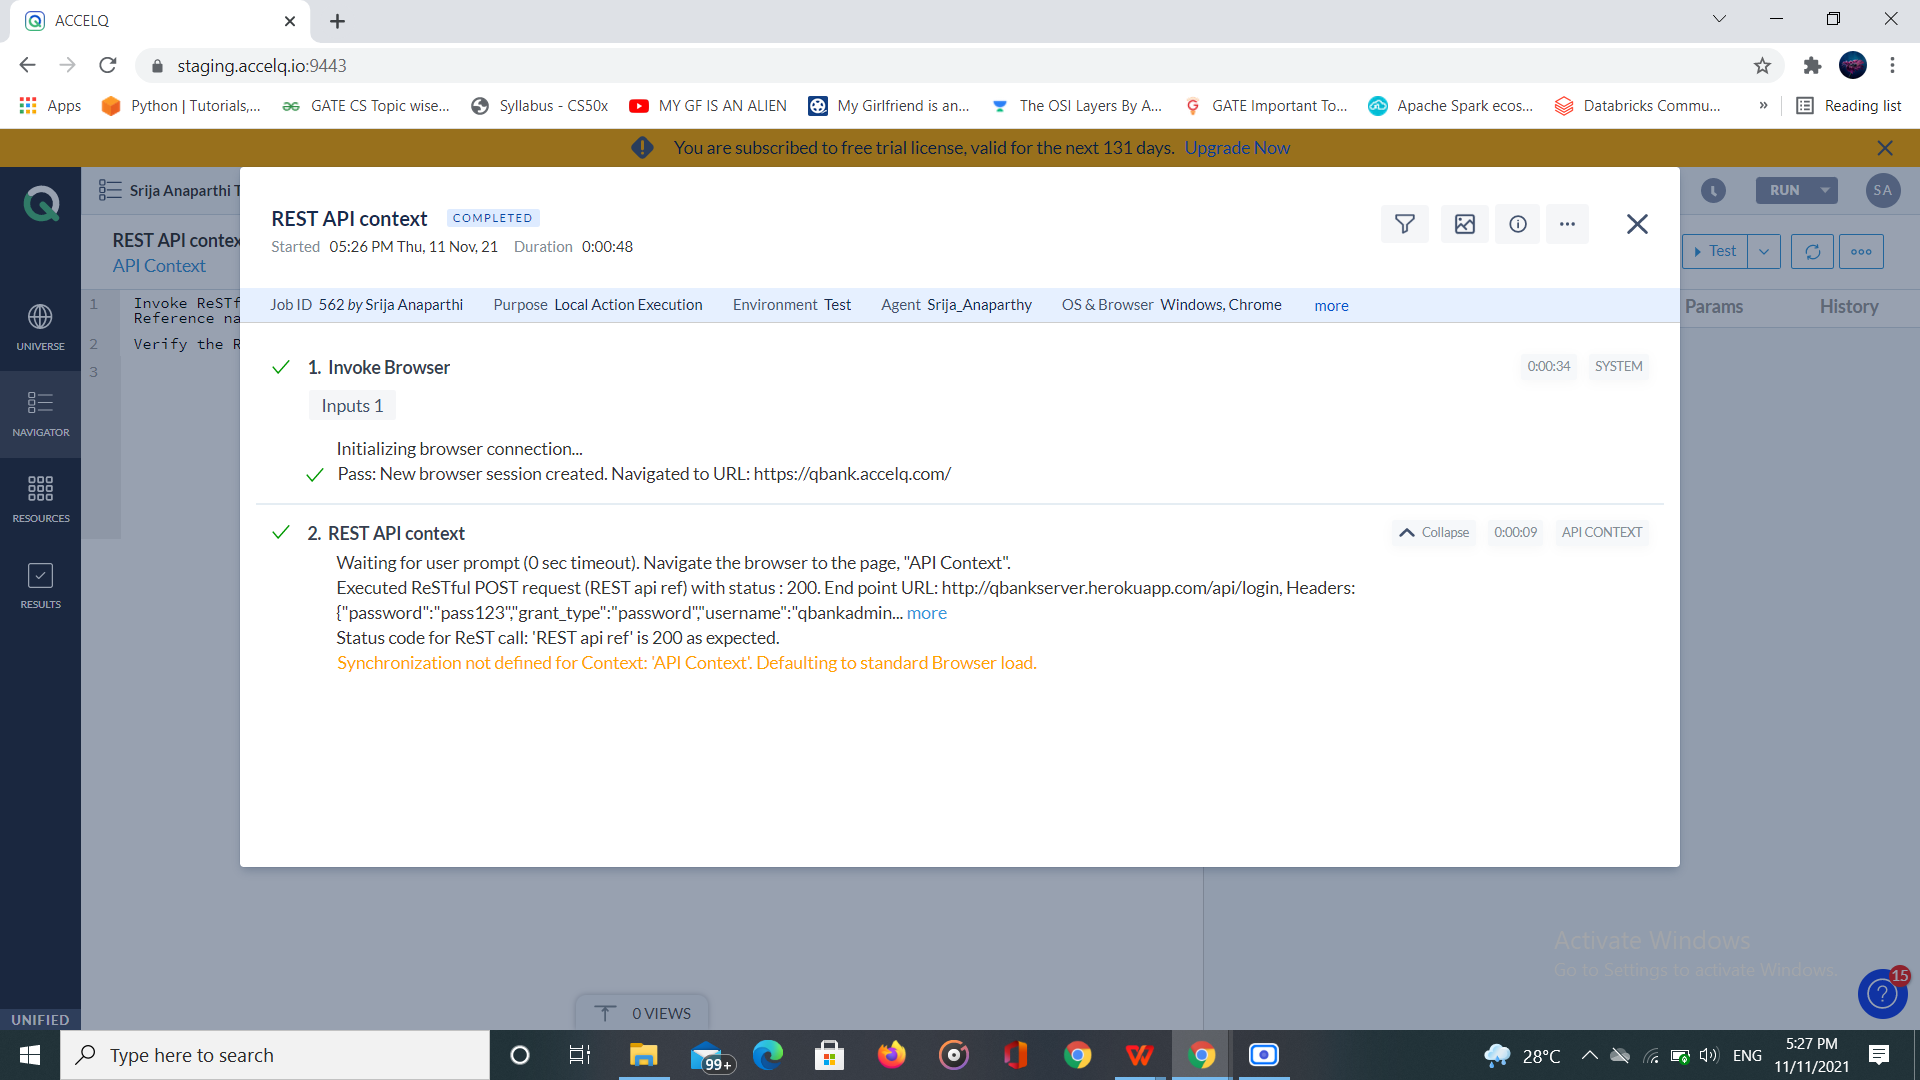 ACCELQ
staging.accelq.io:9443
Apps Python | Tutorials,... GATE CS Topic wise... Syllabus - CS50x MY GF IS AN ALIEN My Girlfriend is an... The OSI Layers By A... GATE Important To... Apache Spark ecos... Databricks Commu... » Reading list
You are subscribed to free trial license, valid for the next 131 days. Upgrade Now
Srija Anaparthi T
RUN
SA
REST API contex
API Context
Test
Params
History
1 Invoke ReSTf
Reference na
2 Verify the R
3
UNIVERSE
NAVIGATOR
RESOURCES
RESULTS
UNIFIED
REST API context COMPLETED
Started 05:26 PM Thu, 11 Nov, 21 Duration 0:00:48
Job ID 562 by Srija Anaparthi Purpose Local Action Execution Environment Test Agent Srija_Anaparthy OS & Browser Windows, Chrome more
1. Invoke Browser 0:00:34 SYSTEM
Inputs 1
Initializing browser connection...
Pass: New browser session created. Navigated to URL: https://qbank.accelq.com/
2. REST API context Collapse 0:00:09 API CONTEXT
Waiting for user prompt (0 sec timeout). Navigate the browser to the page, "API Context".
Executed ReSTful POST request (REST api ref) with status : 200. End point URL: http://qbankserver.herokuapp.com/api/login, Headers:
{"password":"pass123","grant_type":"password","username":"qbankadmin... more
Status code for ReST call: 'REST api ref' is 200 as expected.
Synchronization not defined for Context: 'API Context'. Defaulting to standard Browser load.
Activate Windows
Go to Settings to activate Windows.
15
0 VIEWS
Type here to search
99+
28°C
ENG
5:27 PM
11/11/2021